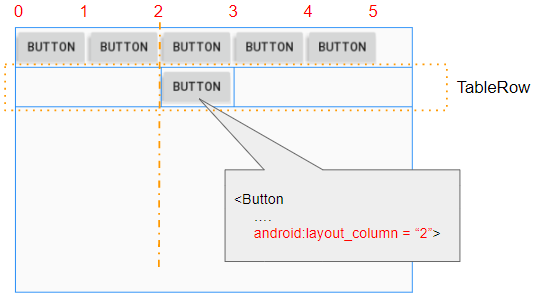 0 1 2 3 4 5
BUTTON BUTTON BUTTON BUTTON BUTTON
BUTTON
TableRow
<Button
....
android:layout_column = “2”>